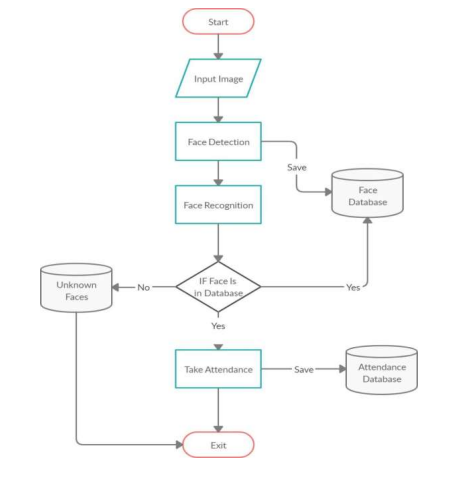 Start
Input Image
Face Detection
Save
Face
Database
Face Recognition
IF Face Is
in Database
No
Unknown
Faces
Yes
Yes
Take Attendance
Save
Attendance
Database
Exit